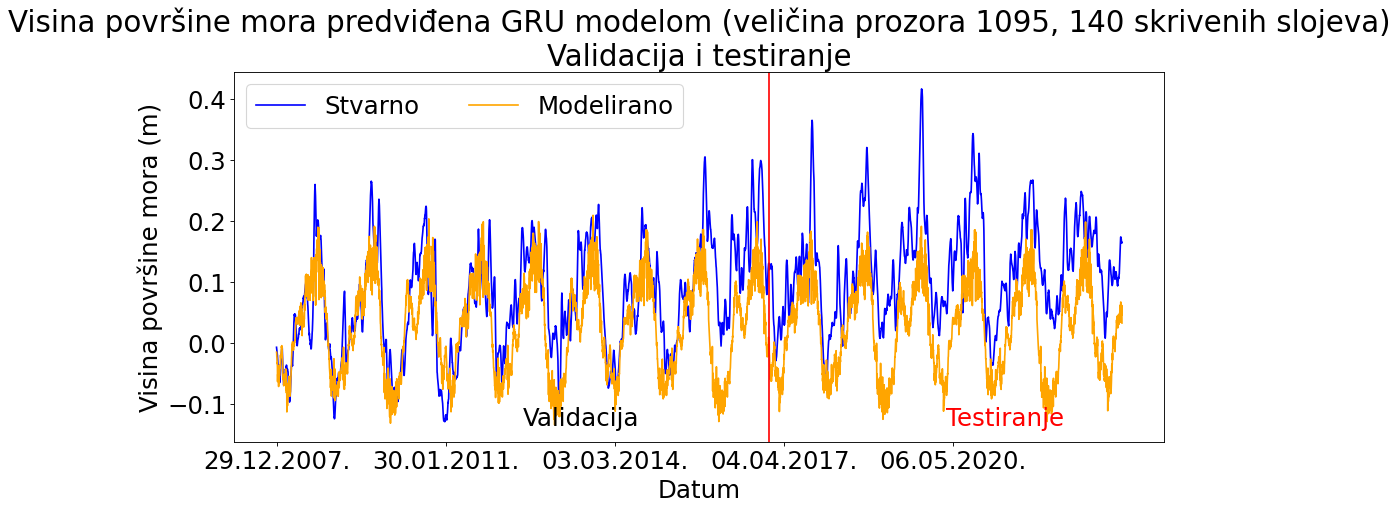 Visina površine mora predviđena GRU modelom (veličina prozora 1095, 140 skrivenih slojeva)
Validacija i testiranje
Stvarno Modelirano
Visina površine mora (m)
0.4
0.3
0.2
0.1
0.0
−0.1
Validacija Testiranje
29.12.2007. 30.01.2011. 03.03.2014. 04.04.2017. 06.05.2020.
Datum